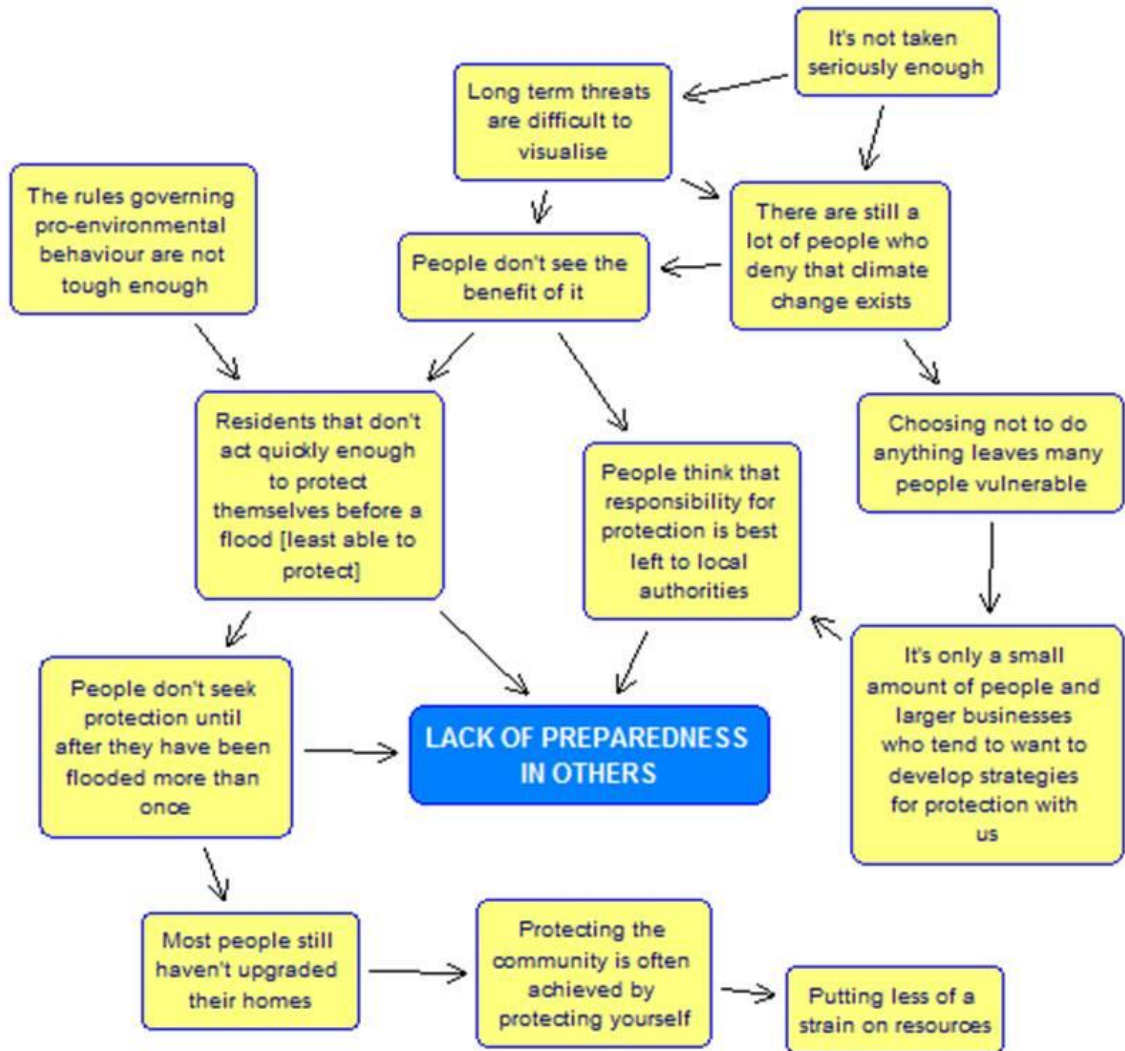 It's not taken
seriously enough
Long term threats
are difficult to
visualise
The rules governing
pro-environmental
behaviour are not
tough enough
There are still a
lot of people who
deny that climate
change exists
People don't see the
benefit of it
Residents that don't
act quickly enough
to protect
themselves before a
flood [least able to
protect]
People think that
responsibility for
protection is best
left to local
authorities
Choosing not to do
anything leaves many
people vulnerable
People don't seek
protection until
after they have been
flooded more than
once
LACK OF PREPAREDNESS
IN OTHERS
It's only a small
amount of people and
larger businesses
who tend to want to
develop strategies
for protection with
us
Most people still
haven't upgraded
their homes
Protecting the
community is often
achieved by
protecting yourself
Putting less of a
strain on resources